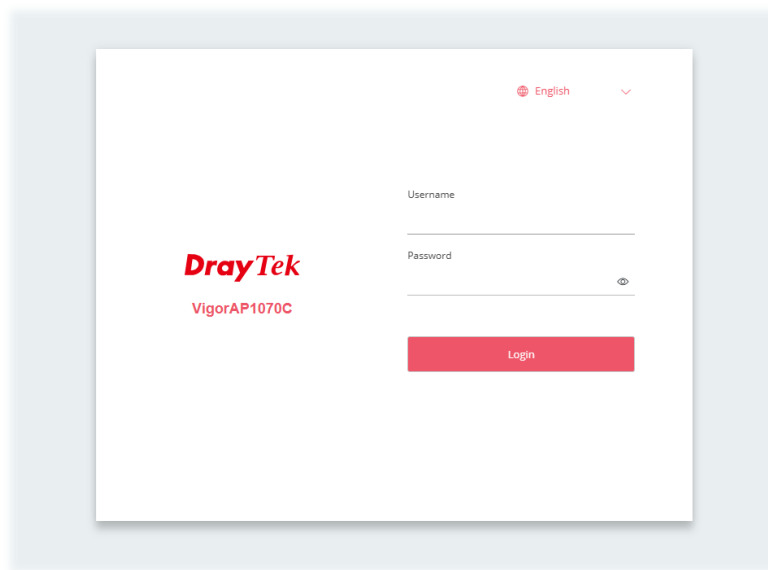 English
Username
Password
DrayTek
VigorAP1070C
Login